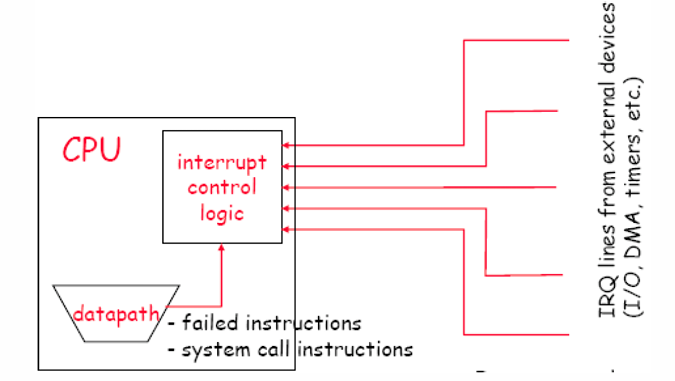 CPU
interrupt
control
logic
datapath
- failed instructions
- system call instructions
IRQ lines from external devices
(I/O, DMA, timers, etc.)